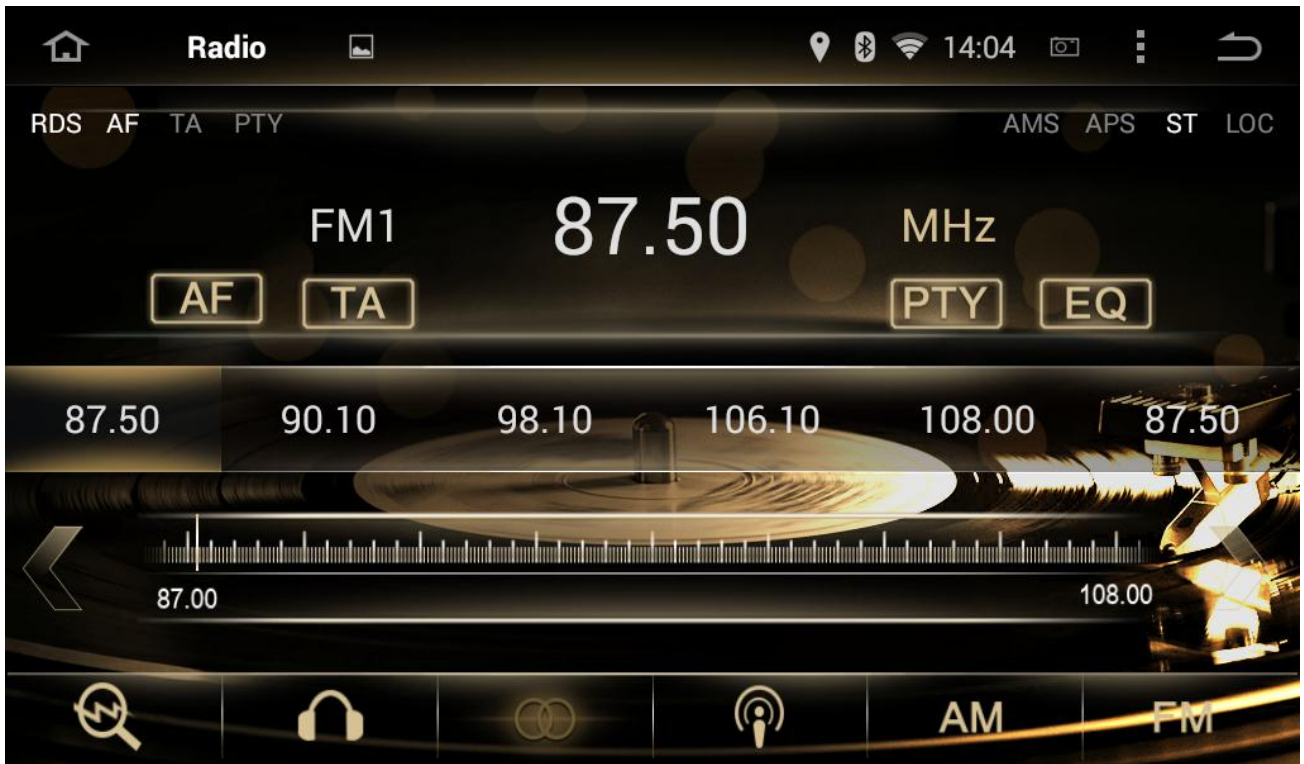 Radio 14:04
RDS AF TA PTY AMS APS ST LOC
FM1 87.50 MHz
AF TA PTY EQ
87.50 90.10 98.10 106.10 108.00 87.50
87.00 108.00
AM FM